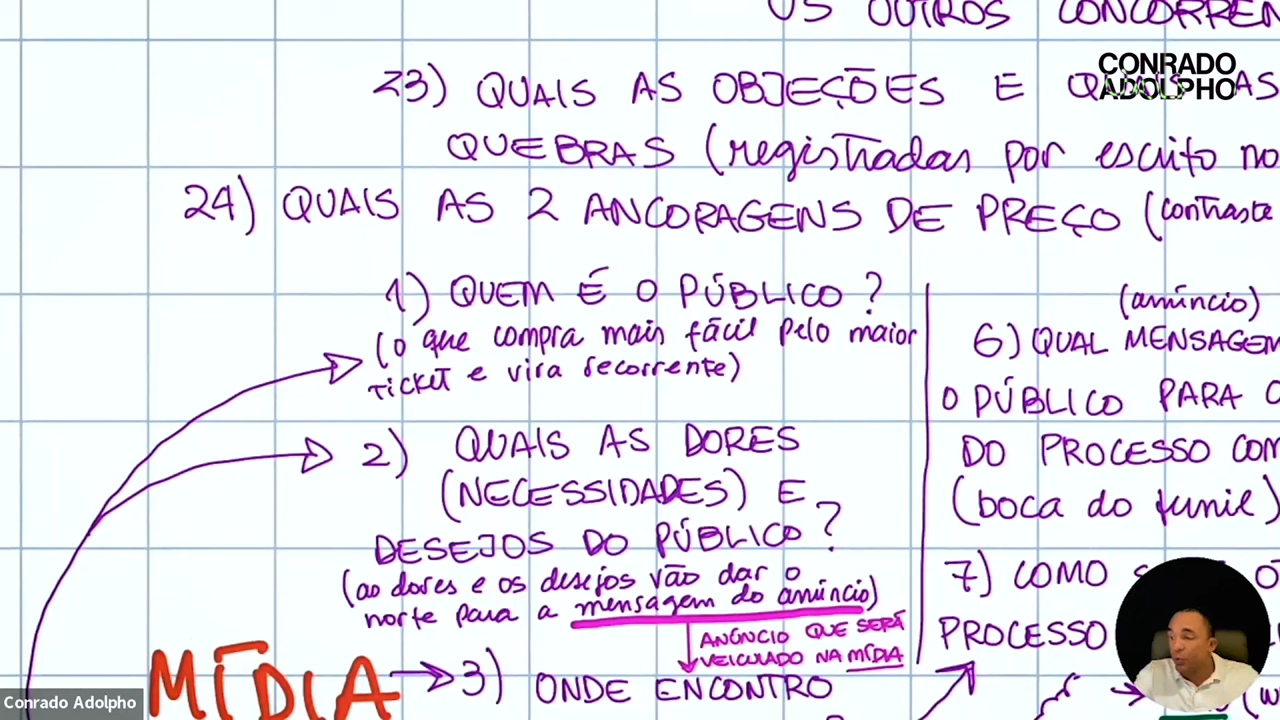 OS OUTROS CONCORREN
23) QUAIS AS OBJEÇÕES E QUAIS AS
QUEBRAS (registradas por escrito no
24) QUAIS AS 2 ANCORAGENS DE PREÇO (contraste
CONRADO
ADOLPHO
1) QUEM É O PÚBLICO?
(o que compra mais fácil pelo maior
TICKET e vira recorrente)
2) QUAIS AS DORES
(NECESSIDADES) E
DESEJOS DO PÚBLICO?
(as dores e os desejos vão dar o
norte para a mensagem do anúncio)
ANÚNCIO QUE SERÁ
VEICULADO NA MÍDIA
MÍDIA
3) ONDE ENCONTRO
(anúncio)
6) QUAL MENSAGEM
O PÚBLICO PARA O
DO PROCESSO COM
(boca do funil)
7) COMO
PROCESSO
Conrado Adolpho